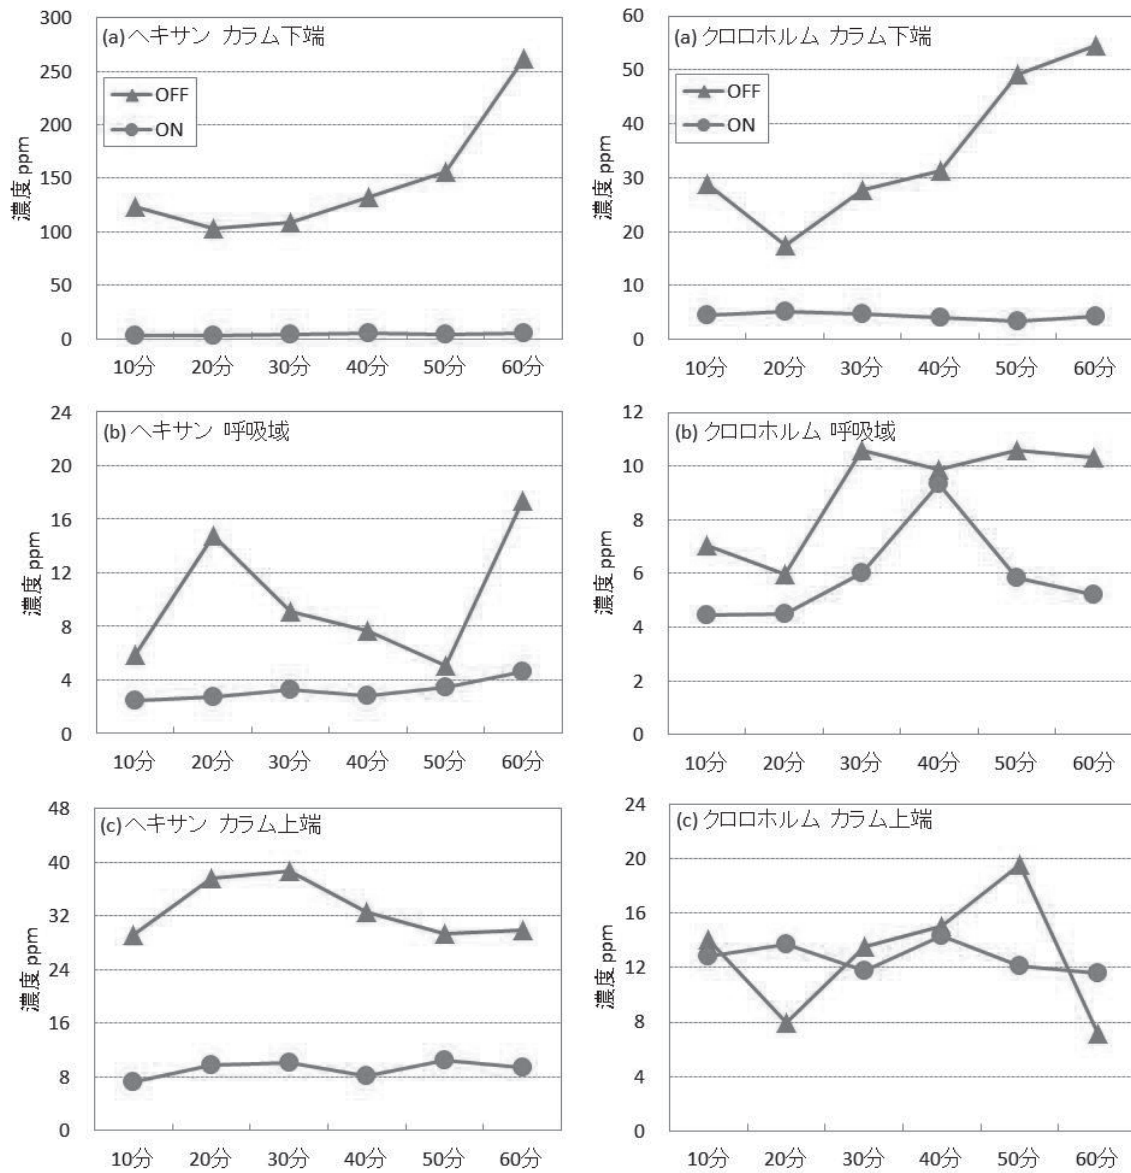 (a) ヘキサン カラム下端
濃度 ppm
300
250
200
150
100
50
0
OFF
ON
10分 20分 30分 40分 50分 60分
(a) クロロホルム カラム下端
濃度 ppm
60
50
40
30
20
10
0
OFF
ON
10分 20分 30分 40分 50分 60分
(b) ヘキサン 呼吸域
濃度 ppm
24
20
16
12
8
4
0
10分 20分 30分 40分 50分 60分
(b) クロロホルム 呼吸域
濃度 ppm
12
10
8
6
4
2
0
10分 20分 30分 40分 50分 60分
(c) ヘキサン カラム上端
濃度 ppm
48
40
32
24
16
8
0
10分 20分 30分 40分 50分 60分
(c) クロロホルム カラム上端
濃度 ppm
24
20
16
12
8
4
0
10分 20分 30分 40分 50分 60分